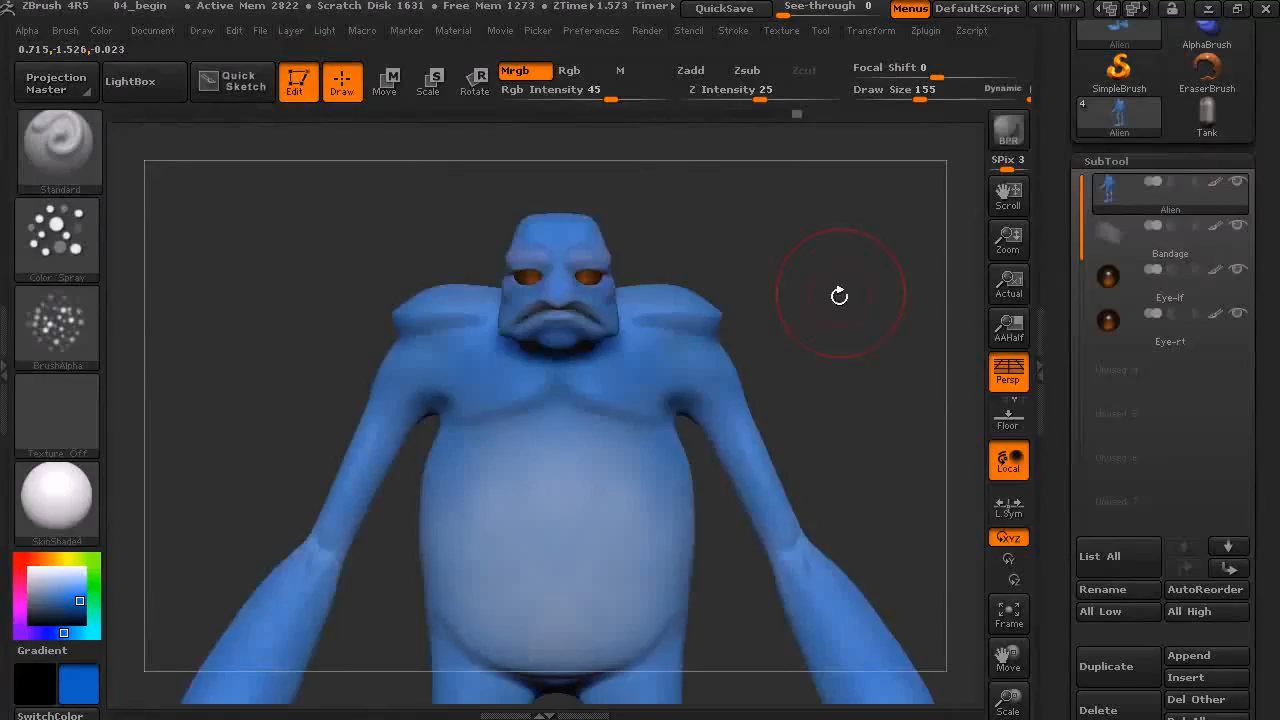 ZBrush 4R5 04_begin • Active Mem 2822 • Scratch Disk 1631 • Free Mem 1273 • ZTime▸1.573 Timer▸ QuickSave See-through 0 Menus DefaultZScript
Alpha Brush Color Document Draw Edit File Layer Light Macro Marker Material Movie Picker Preferences Render Stencil Stroke Texture Tool Transform Zplugin Zscript
0.715,-1.526,-0.023
Projection Master
LightBox
Quick Sketch
Edit
Draw
Move
Scale
Rotate
Mrgb Rgb M
Rgb Intensity 45
Zadd Zsub Zcut
Z Intensity 25
Focal Shift 0
Draw Size 155
Dynamic
Standard
Color Spray
BrushAlpha
Texture Off
SkinShade4
Gradient
SwitchColor
BPR
SPix 3
Scroll
Zoom
Actual
AAHalf
Persp
Floor
Local
L.Sym
XYZ
Frame
Move
Scale
Alien AlphaBrush
SimpleBrush EraserBrush
4
Alien Tank
SubTool
Alien
Bandage
Eye-lf
Eye-rt
List All
Rename AutoReorder
All Low All High
Duplicate
Append
Insert
Delete
Del Other